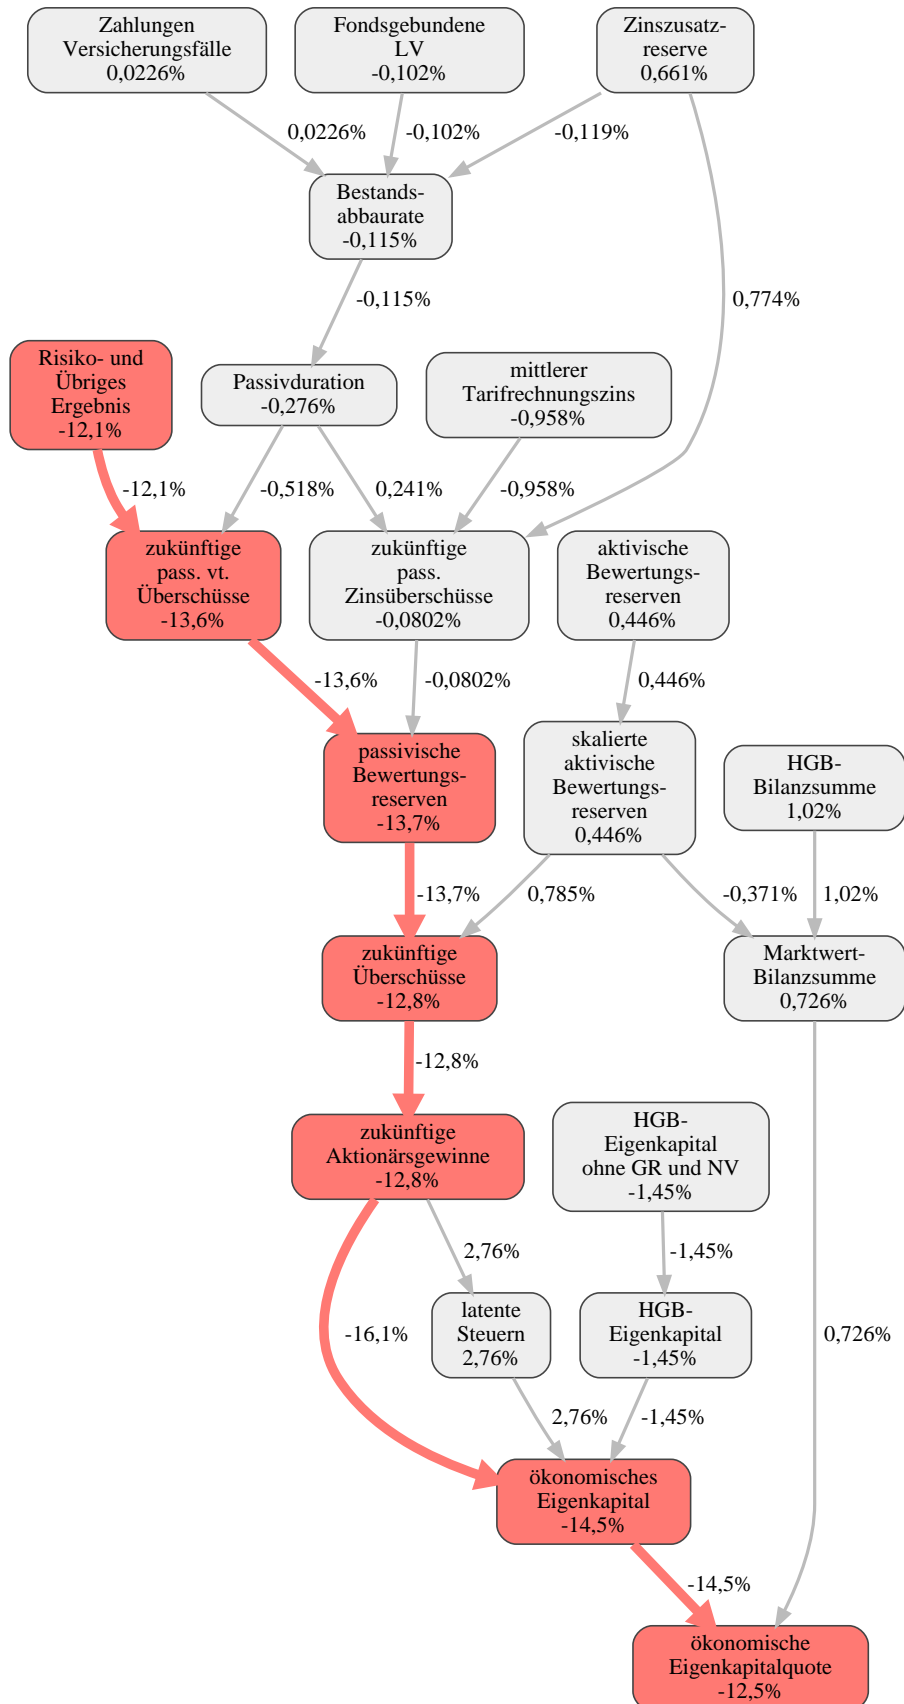 Zahlungen
Versicherungsfälle
0,0226%
Fondsgebundene
LV
-0,102%
Zinszusatz-
reserve
0,661%
0,0226%
-0,102%
-0,119%
Bestands-
abbaurate
-0,115%
-0,115%
0,774%
Risiko- und
Übriges
Ergebnis
-12,1%
Passivduration
-0,276%
mittlerer
Tarifrechnungszins
-0,958%
-12,1%
-0,518%
0,241%
-0,958%
zukünftige
pass. vt.
Überschüsse
-13,6%
zukünftige
pass.
Zinsüberschüsse
-0,0802%
aktivische
Bewertungs-
reserven
0,446%
-13,6%
-0,0802%
0,446%
passivische
Bewertungs-
reserven
-13,7%
skalierte
aktivische
Bewertungs-
reserven
0,446%
HGB-
Bilanzsumme
1,02%
-13,7%
0,785%
-0,371%
1,02%
zukünftige
Überschüsse
-12,8%
Marktwert-
Bilanzsumme
0,726%
-12,8%
zukünftige
Aktionärsgewinne
-12,8%
HGB-
Eigenkapital
ohne GR und NV
-1,45%
2,76%
-1,45%
-16,1%
latente
Steuern
2,76%
HGB-
Eigenkapital
-1,45%
0,726%
2,76%
-1,45%
ökonomisches
Eigenkapital
-14,5%
-14,5%
ökonomische
Eigenkapitalquote
-12,5%